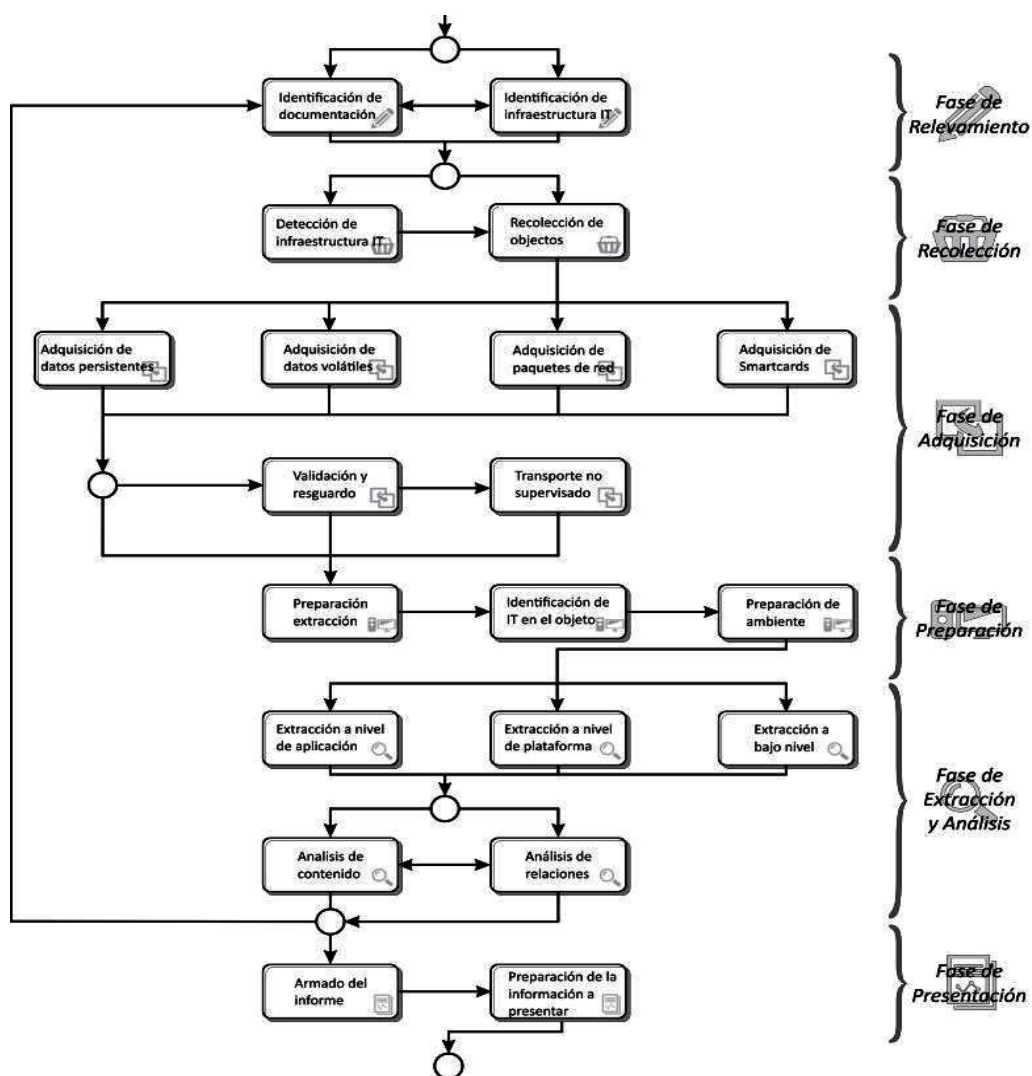 Identificación de
documentación
Identificación de
infraestructura IT
Fase de
Relevamiento
Detección de
infraestructura IT
Recolección de
objetos
Fase de
Recolección
Adquisición de
datos persistentes
Adquisición de
datos volátiles
Adquisición de
paquetes de red
Adquisición de
Smartcards
Fase de
Adquisición
Validación y
resguardo
Transporte no
supervisado
Preparación
extracción
Identificación de
IT en el objeto
Preparación de
ambiente
Fase de
Preparación
Extracción a nivel
de aplicación
Extracción a nivel
de plataforma
Extracción a
bajo nivel
Fase de
Extracción
y Análisis
Analisis de
contenido
Análisis de
relaciones
Armado del
informe
Preparación de la
información a
presentar
Fase de
Presentación